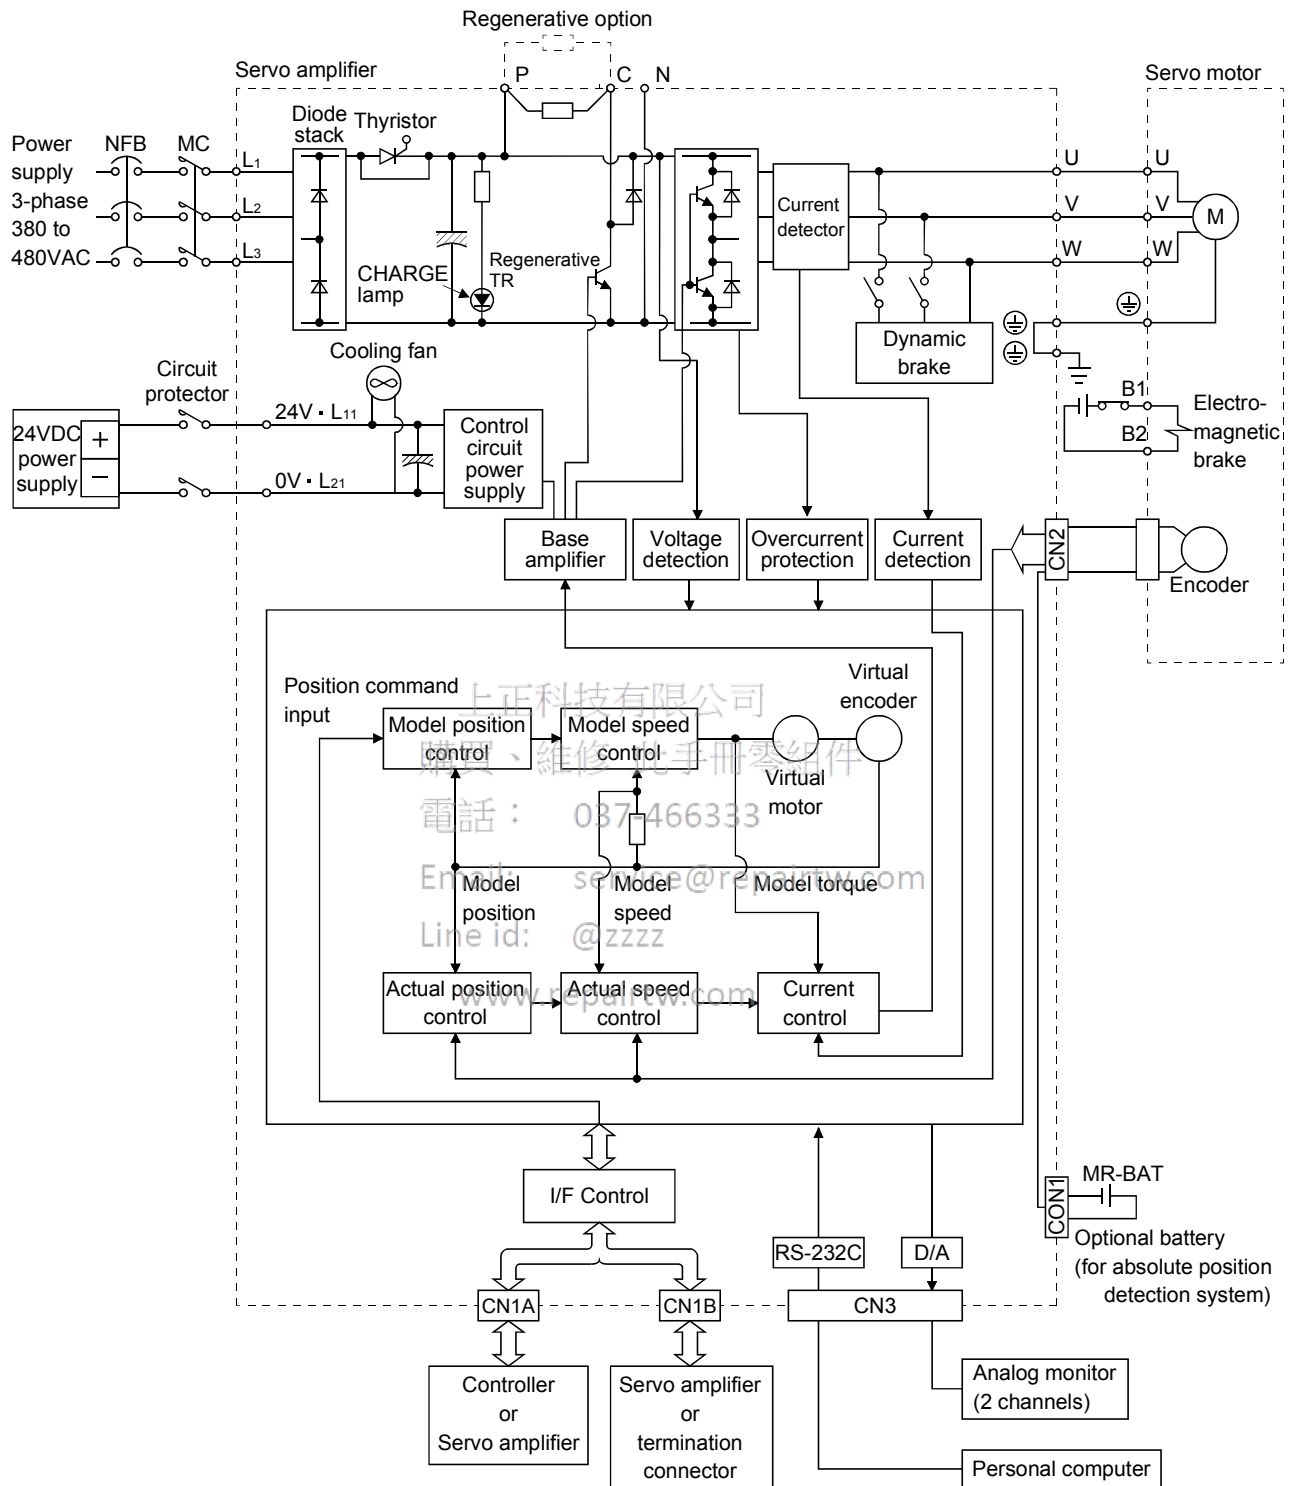 Regenerative option
Servo amplifier
P
C
N
Servo motor
Diode
stack
Thyristor
Power
supply
3-phase
380 to
480VAC
NFB
MC
L1
L2
L3
CHARGE
lamp
Regenerative
TR
Current
detector
U
V
W
U
V
W
M
Dynamic
brake
Cooling fan
Circuit
protector
24VDC
power
supply
+
−
24V · L11
0V · L21
Control
circuit
power
supply
B1
B2
Electro-
magnetic
brake
Base
amplifier
Voltage
detection
Overcurrent
protection
Current
detection
CN2
Encoder
Position command
input
Model position
control
Model speed
control
Virtual
encoder
Virtual
motor
上正科技有限公司
購買、維修 此手冊零組件
電話： 037-466333
Email: service@repairtw.com
Line id: @zzzz
www.repairtw.com
Model
position
Model
speed
Model torque
Actual position
control
Actual speed
control
Current
control
I/F Control
RS-232C
D/A
CON1
MR-BAT
Optional battery
(for absolute position
detection system)
CN1A
CN1B
CN3
Controller
or
Servo amplifier
Servo amplifier
or
termination
connector
Analog monitor
(2 channels)
Personal computer